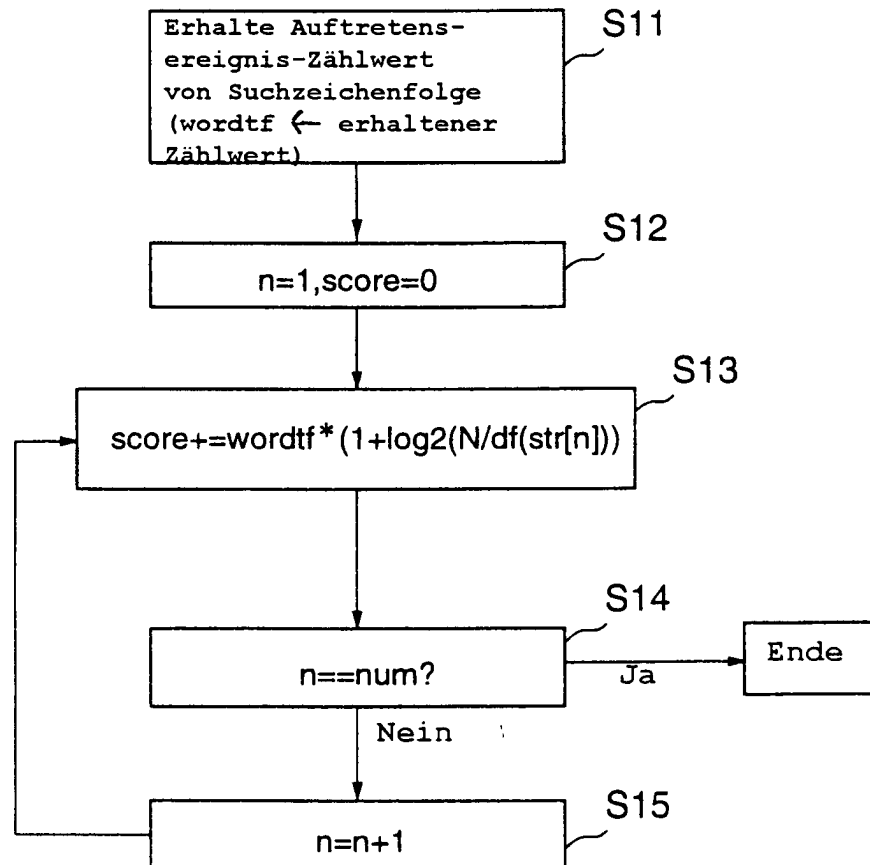 Erhalte Auftretens-
ereignis-Zählwert
von Suchzeichenfolge
(wordtf ← erhaltener
Zählwert)
S11
S12
n=1,score=0
S13
score+=wordtf*(1+log2(N/df(str[n]))
S14
n==num?
Ja
Ende
Nein
S15
n=n+1